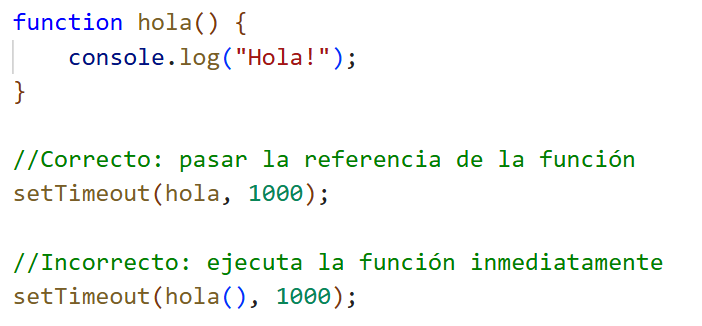 function hola() {
    console.log("Hola!");
}
//Correcto: pasar la referencia de la función
setTimeout(hola, 1000);
//Incorrecto: ejecuta la función inmediatamente
setTimeout(hola(), 1000);